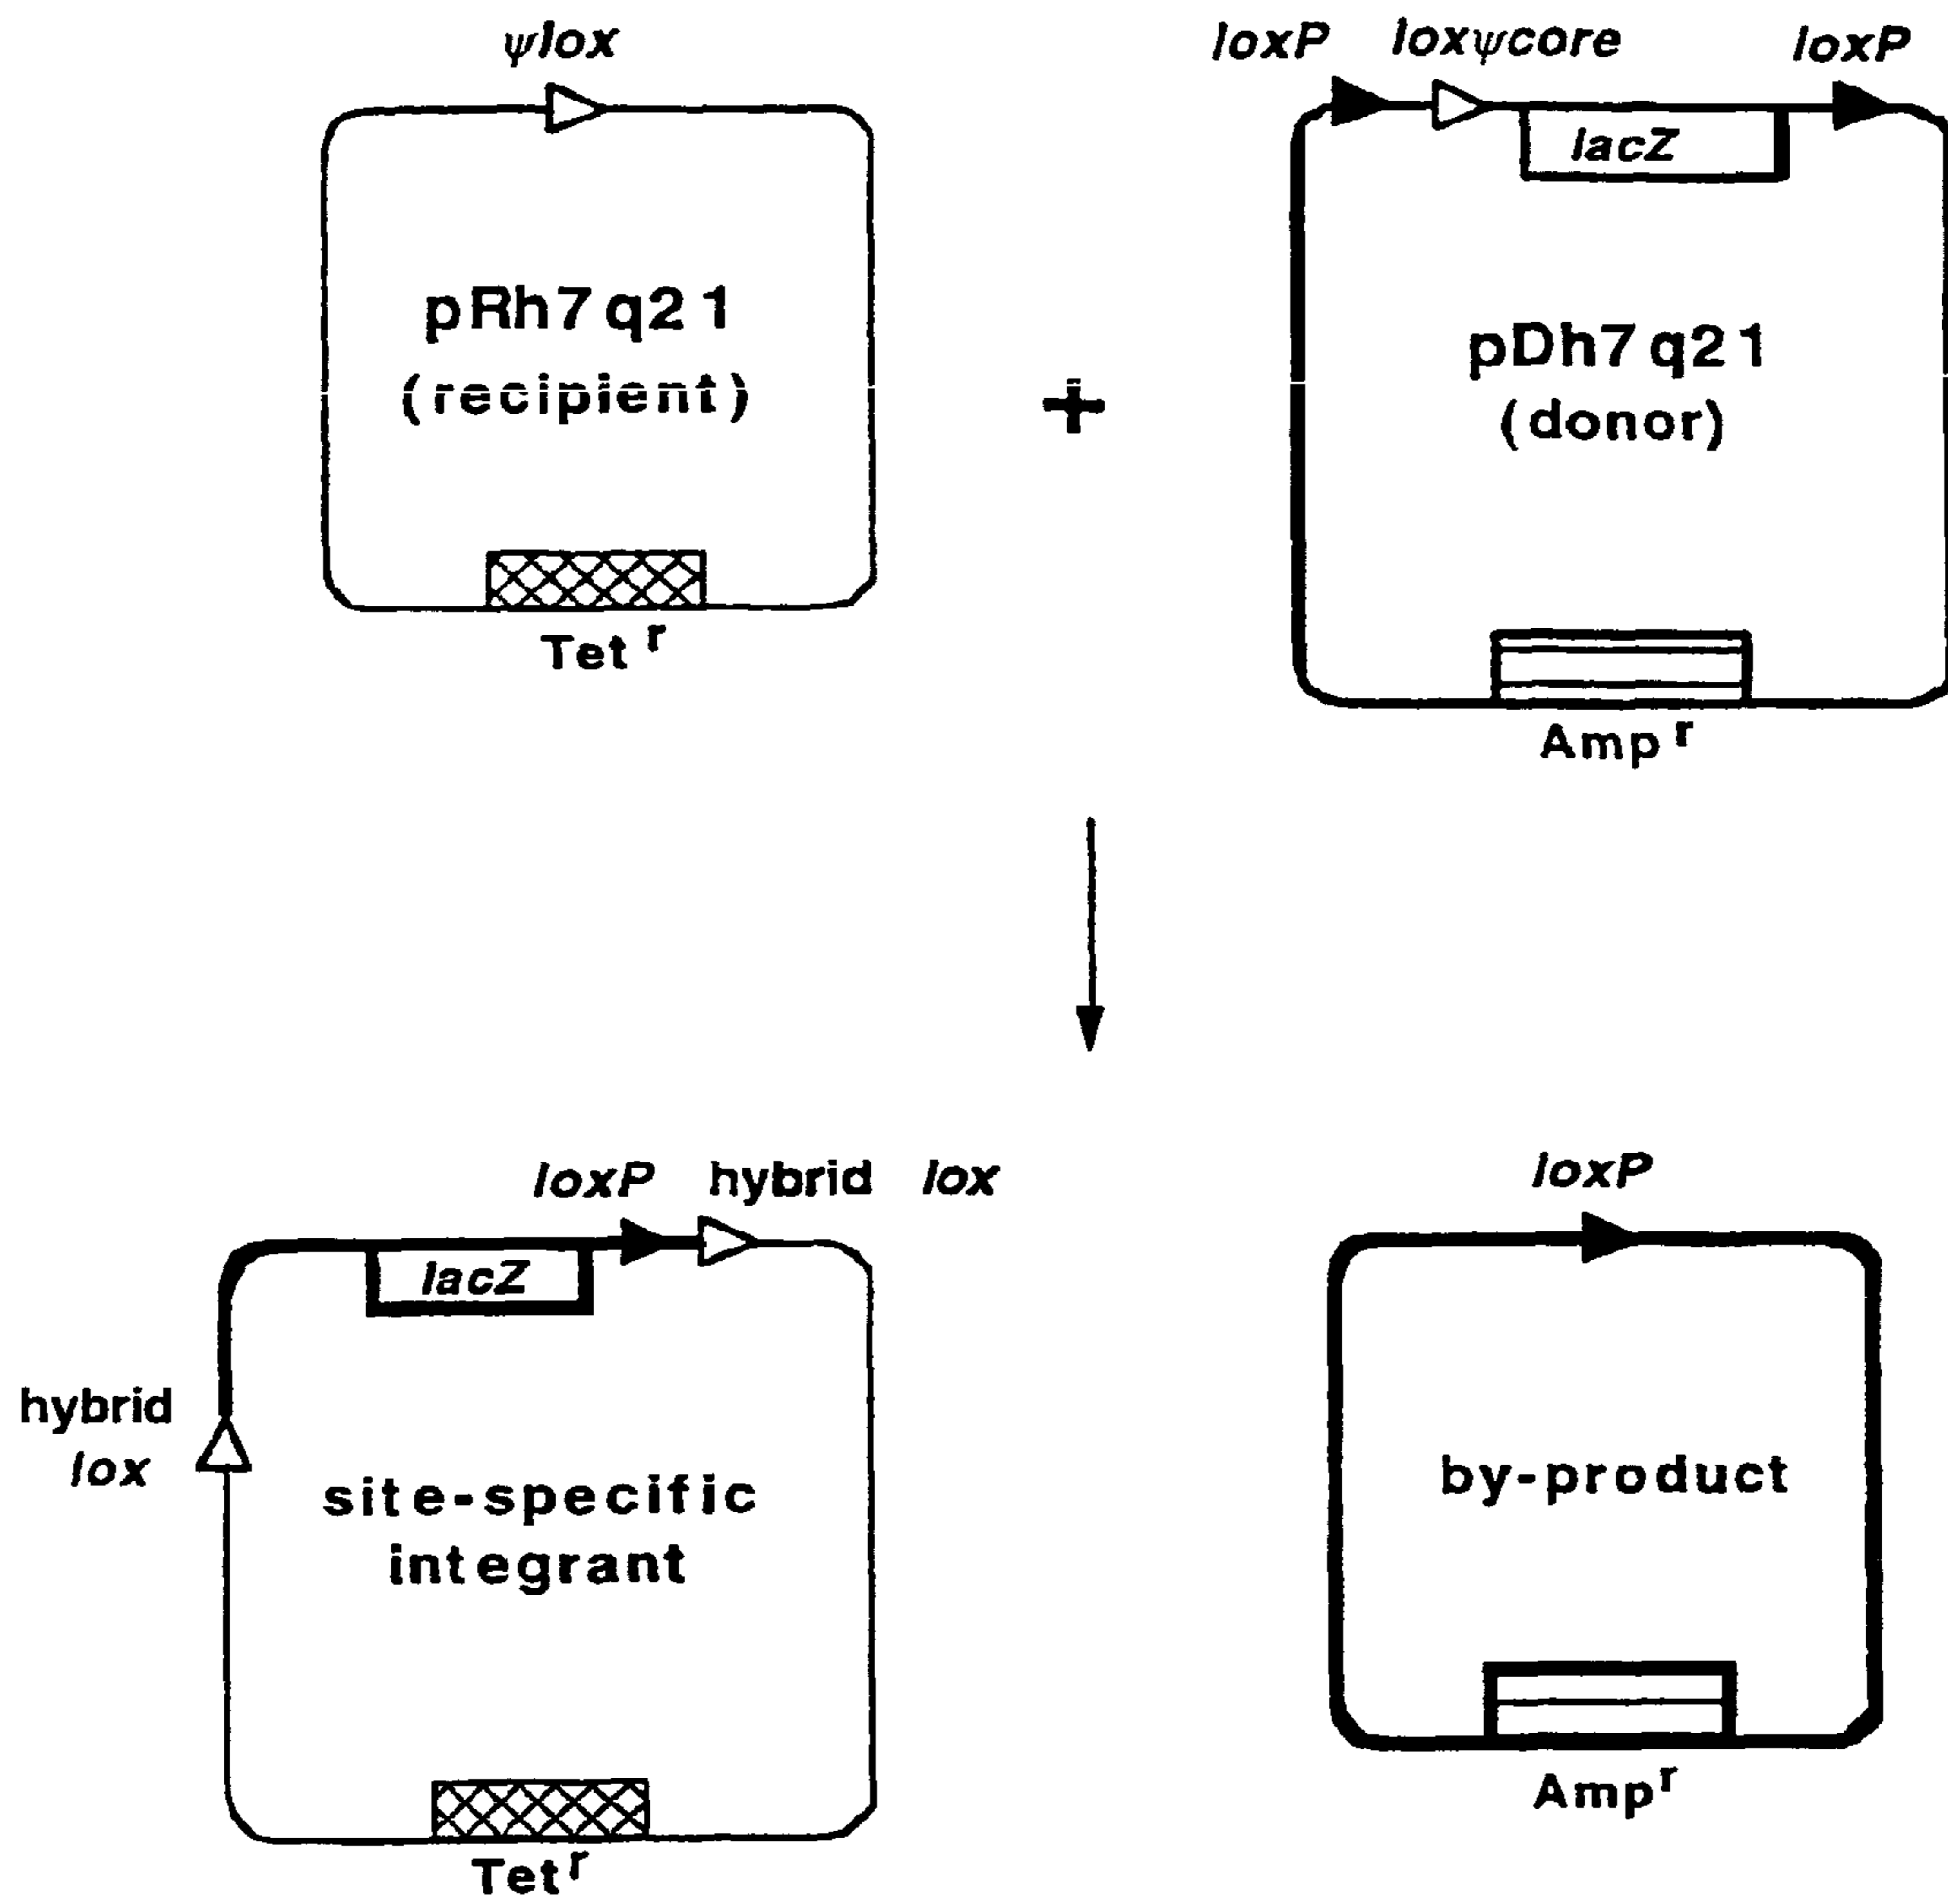 ψlox
loxP loxψcore loxP
lacZ
pRh7q21
(recipient)
+
pDh7q21
(donor)
Tet r
Amp r
loxP hybrid lox
loxP
lacZ
hybrid
lox
site-specific
integrant
by-product
Amp r
Tet r